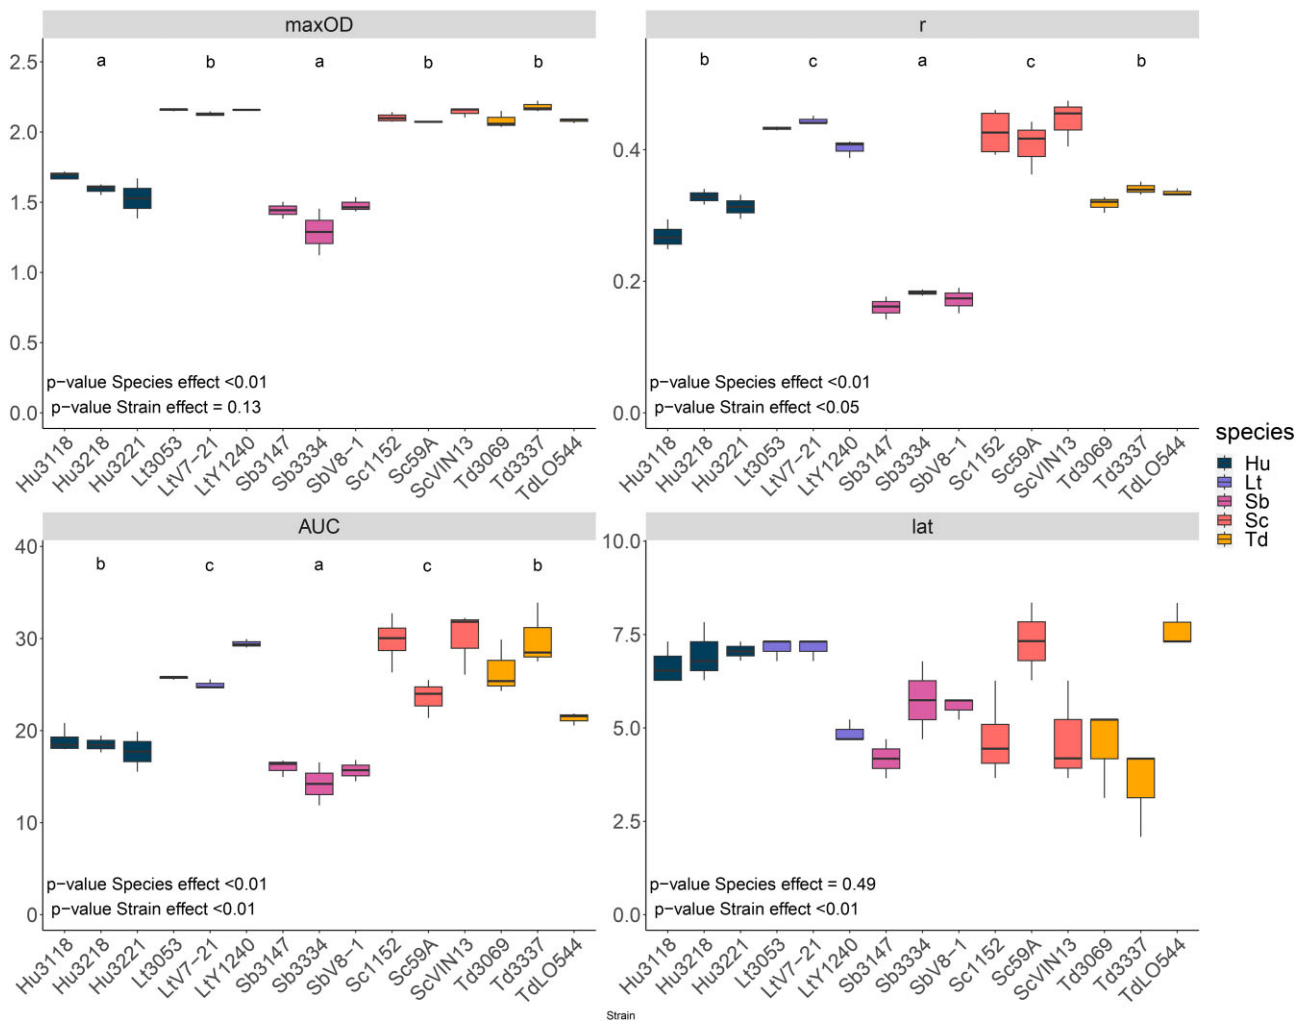 maxOD
a b a b b
2.5
2.0
1.5
1.0
0.5
0.0
p−value Species effect <0.01
p−value Strain effect = 0.13
Hu3118 Hu3218 Hu3221 Lt3053 LtV7−21 LtY1240 Sb3147 Sb3334 SbV8−1 Sc1152 Sc59A ScVIN13 Td3069 Td3337 TdLO544
r
b c a c b
0.4
0.2
0.0
p−value Species effect <0.01
p−value Strain effect <0.05
Hu3118 Hu3218 Hu3221 Lt3053 LtV7−21 LtY1240 Sb3147 Sb3334 SbV8−1 Sc1152 Sc59A ScVIN13 Td3069 Td3337 TdLO544
species
Hu
Lt
Sb
Sc
Td
AUC
b c a c b
40
30
20
10
0
p−value Species effect <0.01
p−value Strain effect <0.01
Hu3118 Hu3218 Hu3221 Lt3053 LtV7−21 LtY1240 Sb3147 Sb3334 SbV8−1 Sc1152 Sc59A ScVIN13 Td3069 Td3337 TdLO544
lat
10.0
7.5
5.0
2.5
0.0
p−value Species effect = 0.49
p−value Strain effect <0.01
Hu3118 Hu3218 Hu3221 Lt3053 LtV7−21 LtY1240 Sb3147 Sb3334 SbV8−1 Sc1152 Sc59A ScVIN13 Td3069 Td3337 TdLO544
Strain